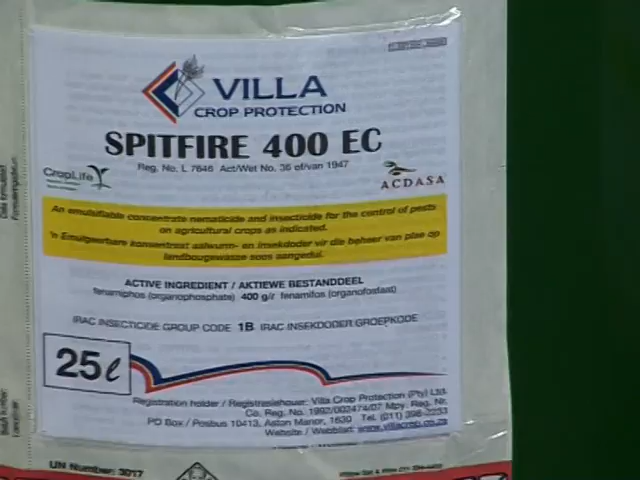 VILLA
CROP PROTECTION
SPITFIRE 400 EC
Reg. No. L 7646 Act/Wet No. 36 of/van 1947
CropLife
ACDASA
An emulsifiable concentrate nematicide and insecticide for the control of pests
on agricultural crops as indicated.
'n Emulgeerbare konsentraat aalwurm- en insekdoder vir die beheer van plae op
landbougewasse soos aangedui.
ACTIVE INGREDIENT / AKTIEWE BESTANDDEEL
fenamiphos (organophosphate) 400 g/ℓ fenamifos (organofosfaat)
IRAC INSECTICIDE GROUP CODE 1B IRAC INSEKDODER GROEPKODE
25ℓ
Registration holder / Registrasiehouer: Villa Crop Protection (Pty) Ltd.
Co. Reg. No. 1992/002474/07 Mpy. Reg. Nr.
PO Box / Posbus 10413, Aston Manor, 1630 Tel. (011) 396-2233
Website / Webblad: www.villacrop.co.za
UN Number: 3017